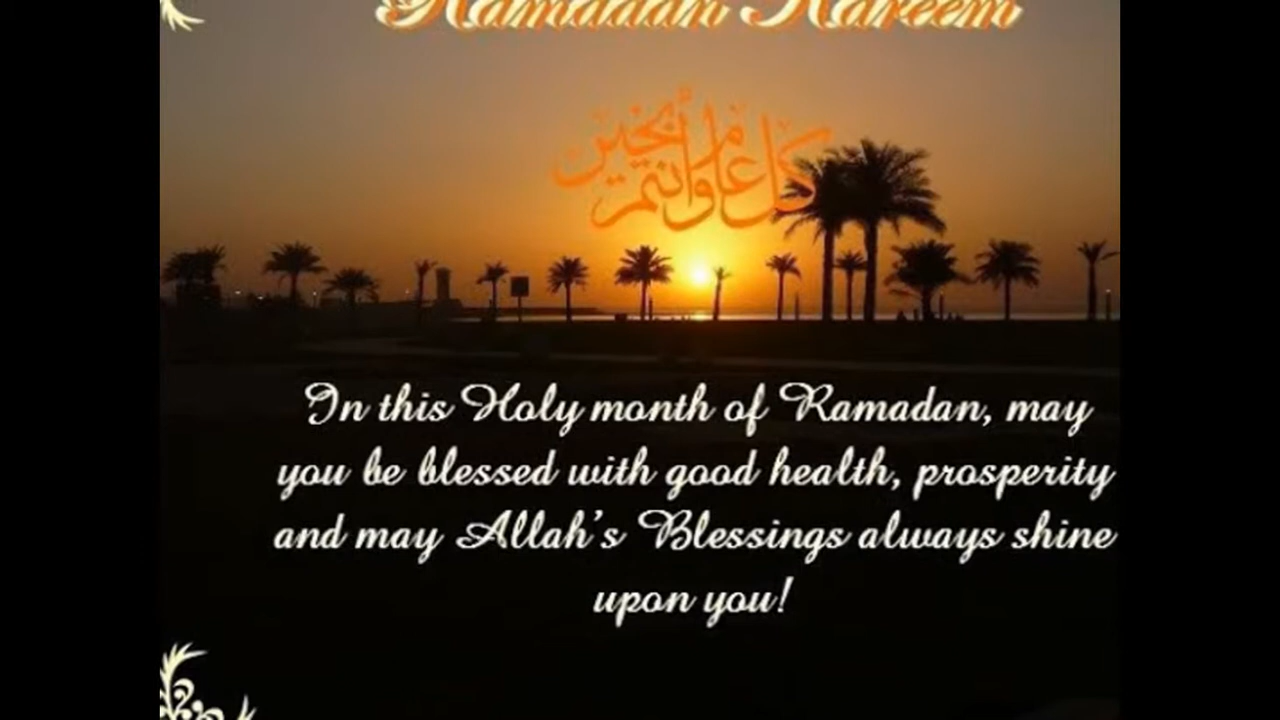 Ramadan Kareem
كل عام وأنتم بخير
In this Holy month of Ramadan, may
you be blessed with good health, prosperity
and may Allah's Blessings always shine
upon you!